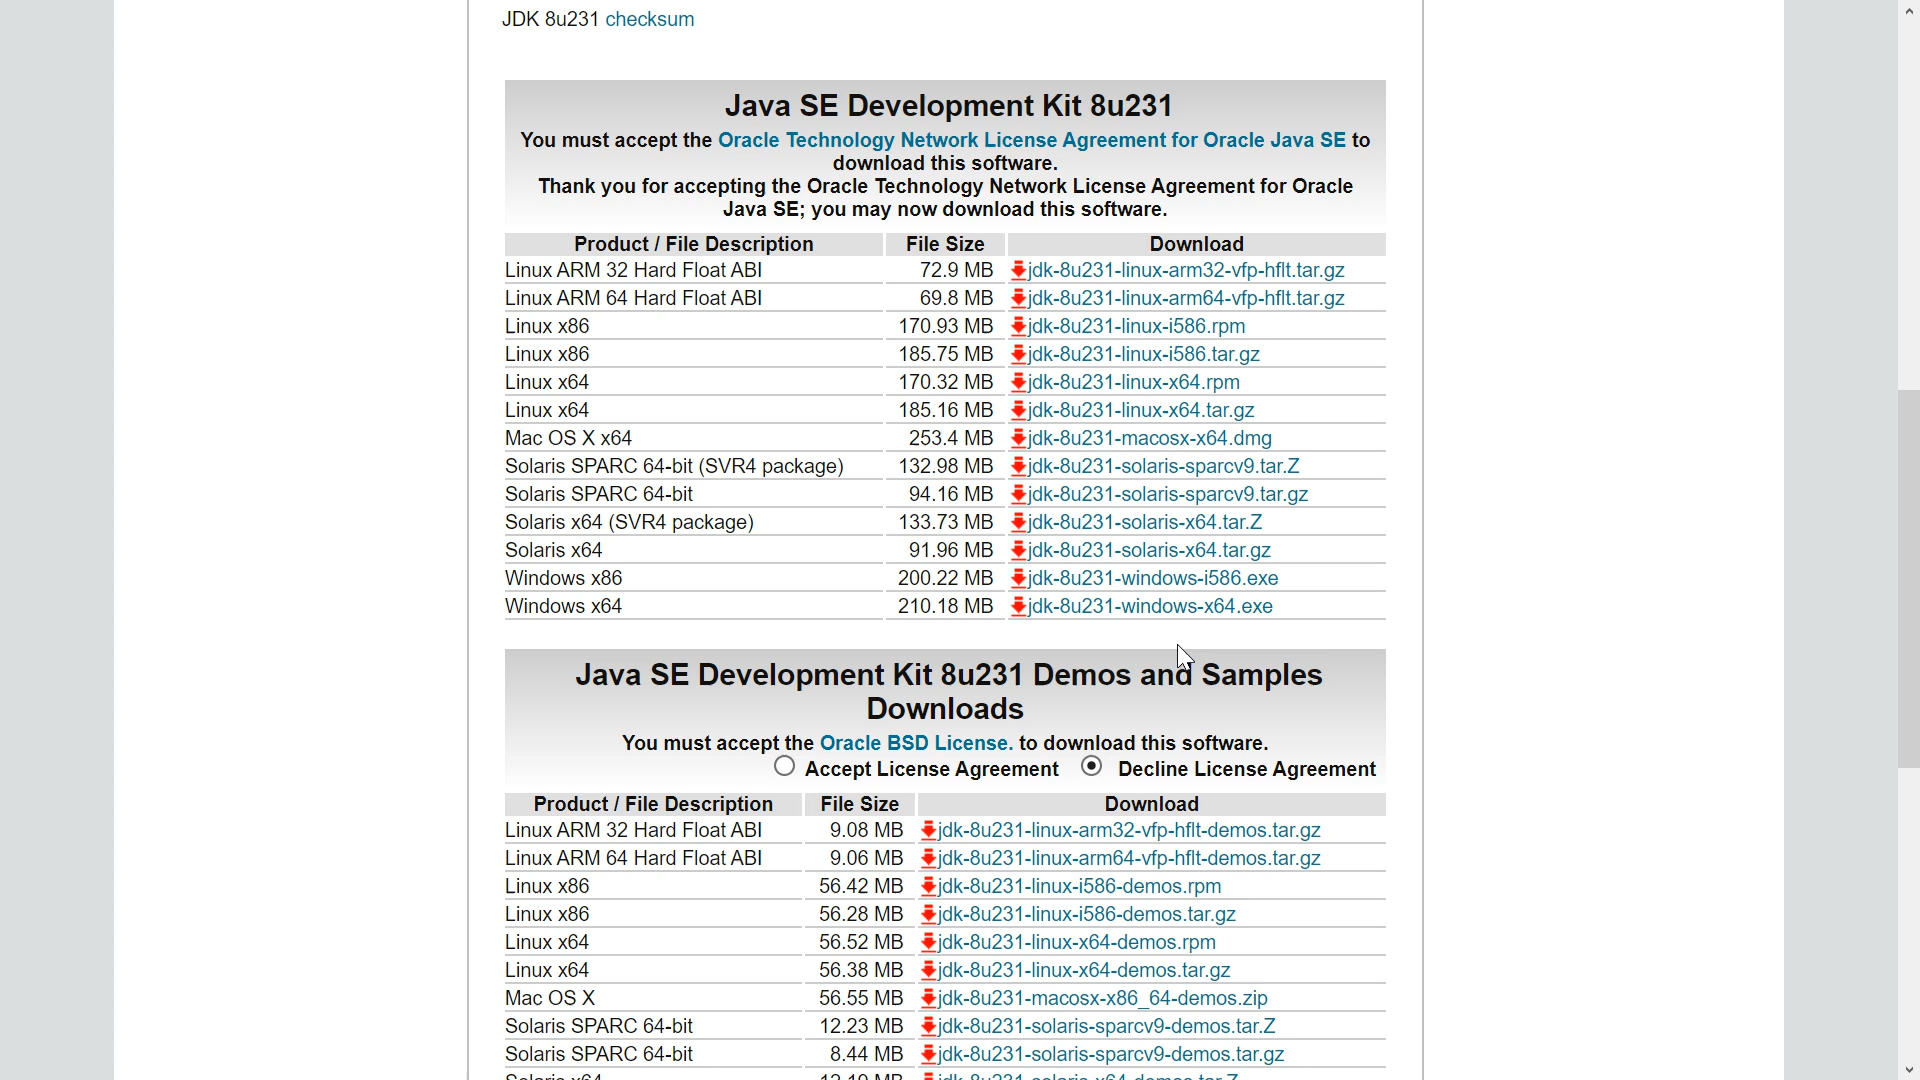 JDK 8u231 checksum
Java SE Development Kit 8u231
You must accept the Oracle Technology Network License Agreement for Oracle Java SE to
download this software.
Thank you for accepting the Oracle Technology Network License Agreement for Oracle
Java SE; you may now download this software.
Product / File Description File Size Download
Linux ARM 32 Hard Float ABI 72.9 MB jdk-8u231-linux-arm32-vfp-hflt.tar.gz
Linux ARM 64 Hard Float ABI 69.8 MB jdk-8u231-linux-arm64-vfp-hflt.tar.gz
Linux x86 170.93 MB jdk-8u231-linux-i586.rpm
Linux x86 185.75 MB jdk-8u231-linux-i586.tar.gz
Linux x64 170.32 MB jdk-8u231-linux-x64.rpm
Linux x64 185.16 MB jdk-8u231-linux-x64.tar.gz
Mac OS X x64 253.4 MB jdk-8u231-macosx-x64.dmg
Solaris SPARC 64-bit (SVR4 package) 132.98 MB jdk-8u231-solaris-sparcv9.tar.Z
Solaris SPARC 64-bit 94.16 MB jdk-8u231-solaris-sparcv9.tar.gz
Solaris x64 (SVR4 package) 133.73 MB jdk-8u231-solaris-x64.tar.Z
Solaris x64 91.96 MB jdk-8u231-solaris-x64.tar.gz
Windows x86 200.22 MB jdk-8u231-windows-i586.exe
Windows x64 210.18 MB jdk-8u231-windows-x64.exe
Java SE Development Kit 8u231 Demos and Samples
Downloads
You must accept the Oracle BSD License. to download this software.
Accept License Agreement Decline License Agreement
Product / File Description File Size Download
Linux ARM 32 Hard Float ABI 9.08 MB jdk-8u231-linux-arm32-vfp-hflt-demos.tar.gz
Linux ARM 64 Hard Float ABI 9.06 MB jdk-8u231-linux-arm64-vfp-hflt-demos.tar.gz
Linux x86 56.42 MB jdk-8u231-linux-i586-demos.rpm
Linux x86 56.28 MB jdk-8u231-linux-i586-demos.tar.gz
Linux x64 56.52 MB jdk-8u231-linux-x64-demos.rpm
Linux x64 56.38 MB jdk-8u231-linux-x64-demos.tar.gz
Mac OS X 56.55 MB jdk-8u231-macosx-x86_64-demos.zip
Solaris SPARC 64-bit 12.23 MB jdk-8u231-solaris-sparcv9-demos.tar.Z
Solaris SPARC 64-bit 8.44 MB jdk-8u231-solaris-sparcv9-demos.tar.gz